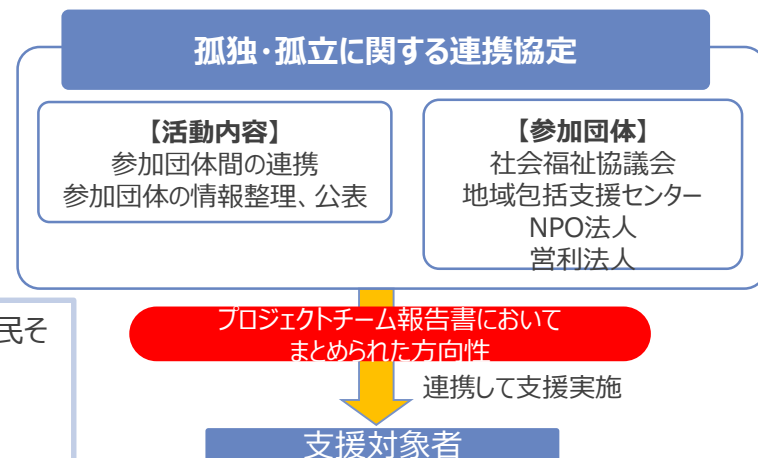 孤独・孤立に関する連携協定
【活動内容】
参加団体間の連携
参加団体の情報整理、公表
【参加団体】
社会福祉協議会
地域包括支援センター
NPO法人
営利法人
民そ
プロジェクトチーム報告書において
まとめられた方向性
連携して支援実施
支援対象者